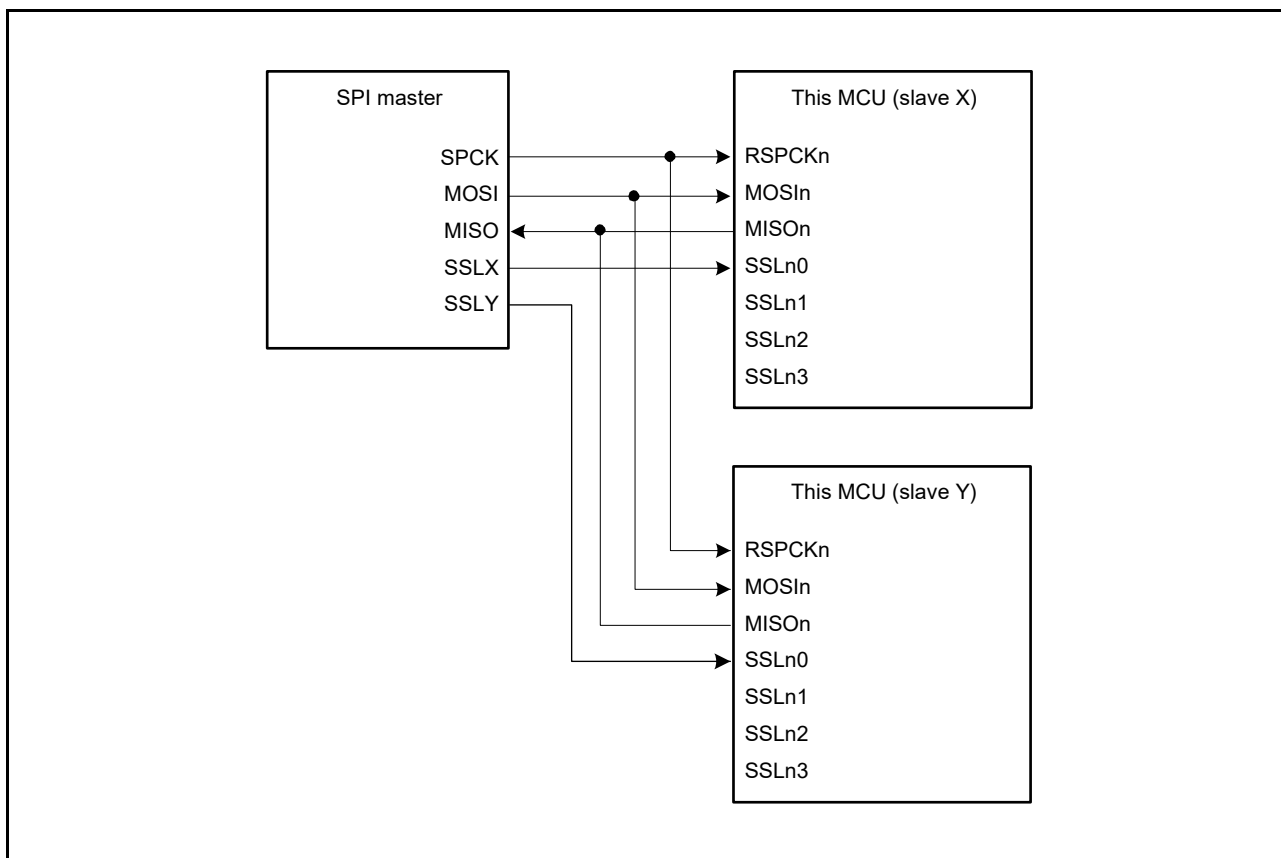 SPI master
SPCK
MOSI
MISO
SSLX
SSLY
This MCU (slave X)
RSPCKn
MOSIn
MISOn
SSLn0
SSLn1
SSLn2
SSLn3
This MCU (slave Y)
RSPCKn
MOSIn
MISOn
SSLn0
SSLn1
SSLn2
SSLn3